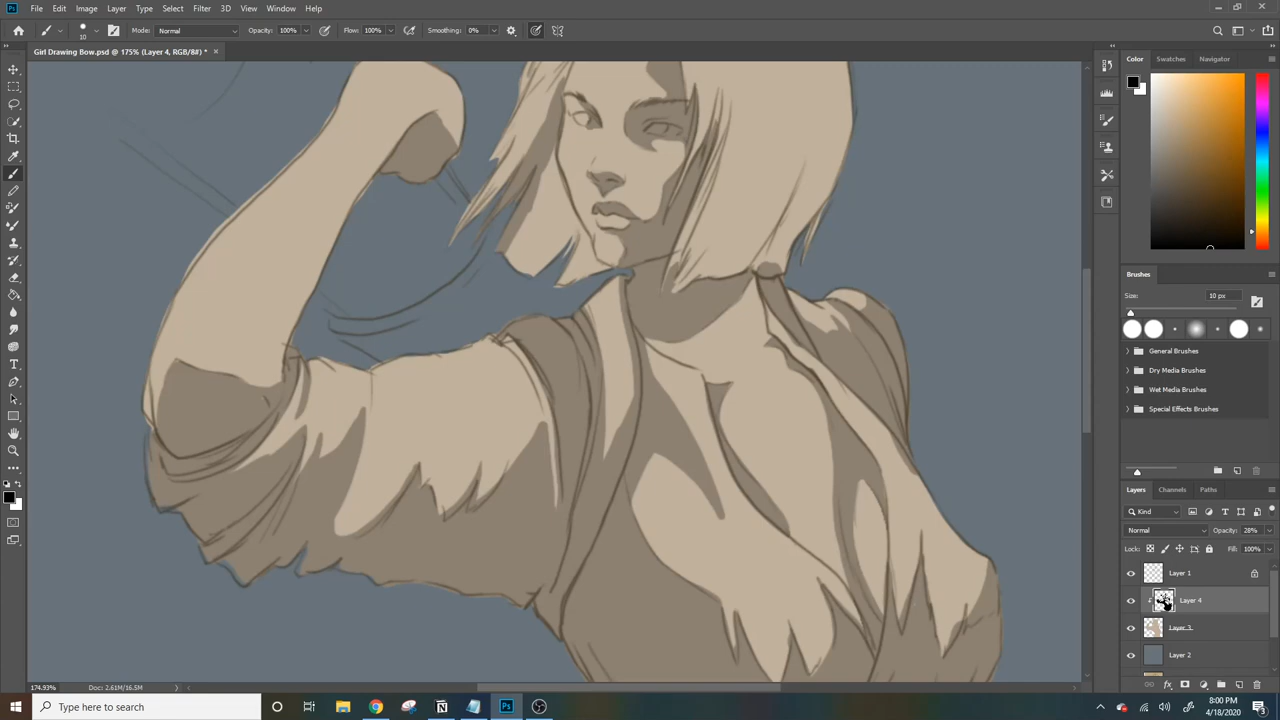 File Edit Image Layer Type Select Filter 3D View Window Help
10 Mode: Normal Opacity: 100% Flow: 100% Smoothing: 0%
Girl Drawing Bow.psd @ 175% (Layer 4, RGB/8#) *
Color Swatches Navigator
Brushes
Size: 10 px
General Brushes
Dry Media Brushes
Wet Media Brushes
Special Effects Brushes
Layers Channels Paths
Kind
Normal Opacity: 28%
Lock: Fill: 100%
Layer 1
Layer 4
Layer 3
Layer 2
174.93% Doc: 2.61M/16.5M
Type here to search
8:00 PM
4/18/2020